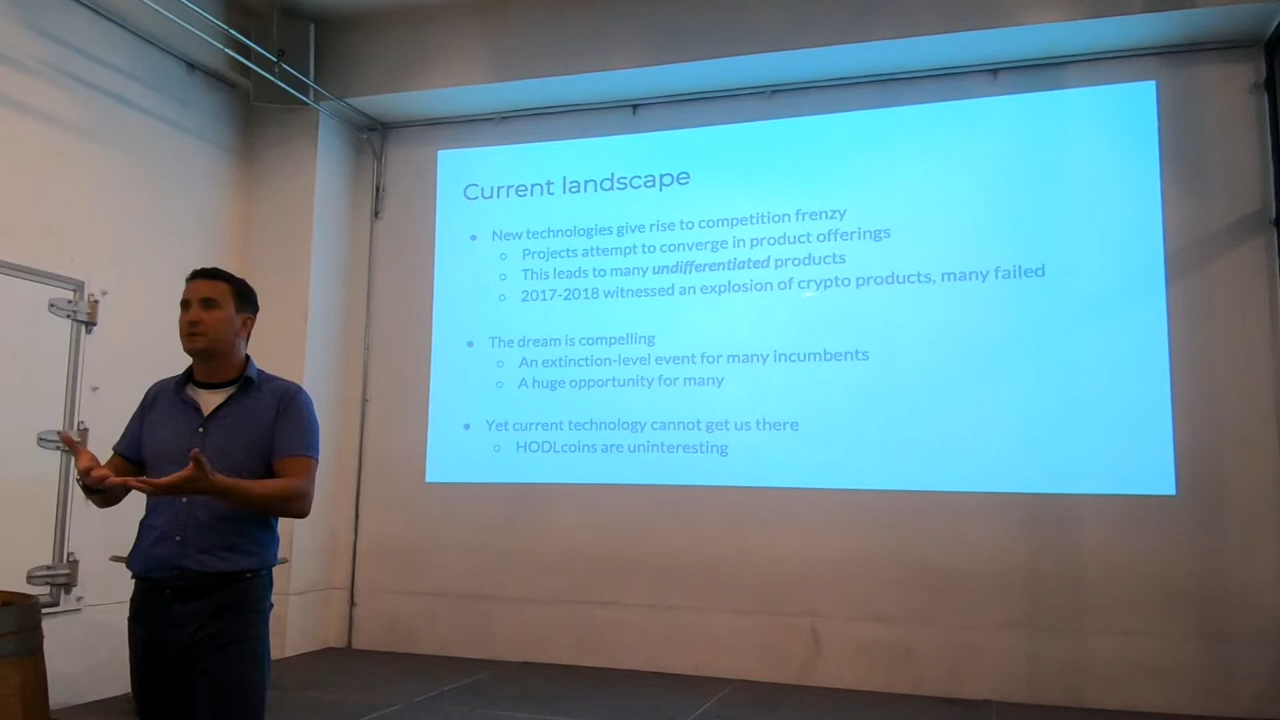 Current landscape
● New technologies give rise to competition frenzy
○ Projects attempt to converge in product offerings
○ This leads to many undifferentiated products
○ 2017-2018 witnessed an explosion of crypto products, many failed
● The dream is compelling
○ An extinction-level event for many incumbents
○ A huge opportunity for many
● Yet current technology cannot get us there
○ HODLcoins are uninteresting